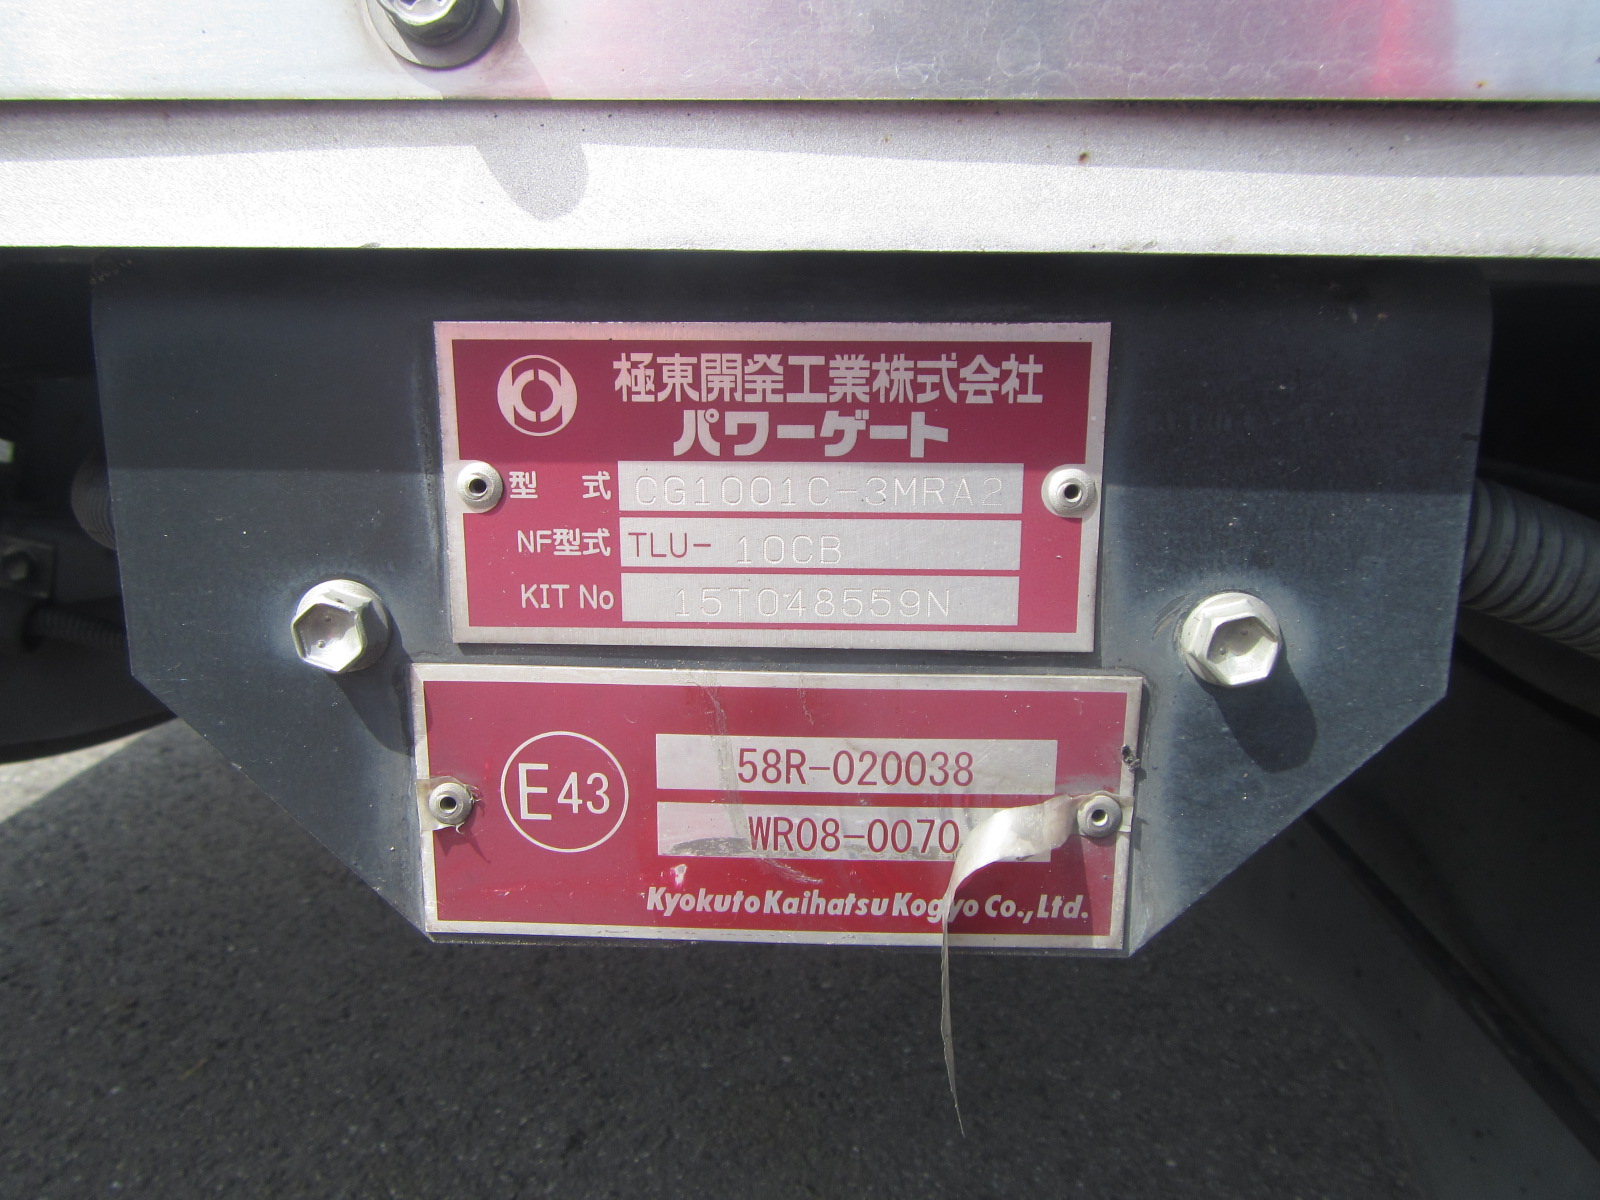 極東開発工業株式会社
パワーゲート
型 式 CG1001C-3MRA2
NF型式 TLU- 10CB
KIT No 15T048559N
E43
58R-020038
WR08-0070
Kyokuto Kaihatsu Kogyo Co., Ltd.